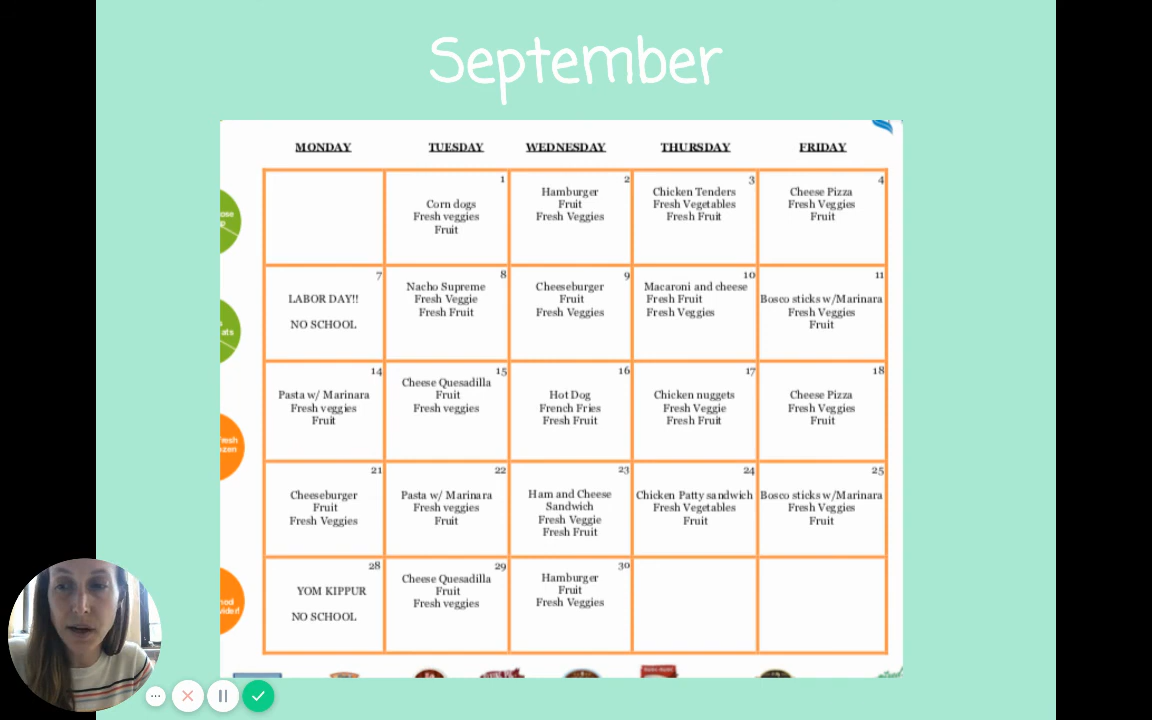 September
MONDAY
TUESDAY
WEDNESDAY
THURSDAY
FRIDAY
1
Corn dogs
Fresh veggies
Fruit
2
Hamburger
Fruit
Fresh Veggies
3
Chicken Tenders
Fresh Vegetables
Fresh Fruit
4
Cheese Pizza
Fresh Veggies
Fruit
7
LABOR DAY!!
NO SCHOOL
8
Nacho Supreme
Fresh Veggie
Fresh Fruit
9
Cheeseburger
Fruit
Fresh Veggies
10
Macaroni and cheese
Fresh Fruit
Fresh Veggies
11
Bosco sticks w/Marinara
Fresh Veggies
Fruit
14
Pasta w/ Marinara
Fresh veggies
Fruit
15
Cheese Quesadilla
Fruit
Fresh veggies
16
Hot Dog
French Fries
Fresh Fruit
17
Chicken nuggets
Fresh Veggie
Fresh Fruit
18
Cheese Pizza
Fresh Veggies
Fruit
21
Cheeseburger
Fruit
Fresh Veggies
22
Pasta w/ Marinara
Fresh veggies
Fruit
23
Ham and Cheese
Sandwich
Fresh Veggie
Fresh Fruit
24
Chicken Patty sandwich
Fresh Vegetables
Fruit
25
Bosco sticks w/Marinara
Fresh Veggies
Fruit
28
YOM KIPPUR
NO SCHOOL
29
Cheese Quesadilla
Fruit
Fresh veggies
30
Hamburger
Fruit
Fresh Veggies